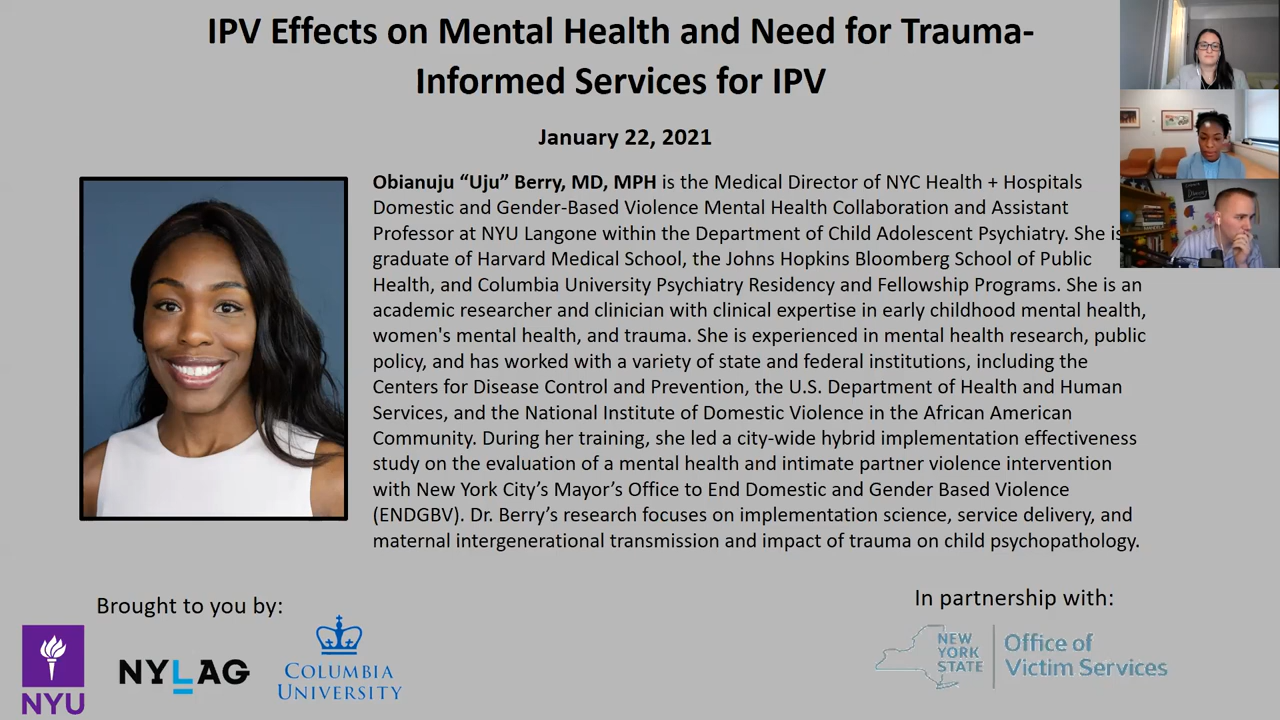 IPV Effects on Mental Health and Need for Trauma-
Informed Services for IPV
January 22, 2021
Obianuju “Uju” Berry, MD, MPH is the Medical Director of NYC Health + Hospitals
Domestic and Gender-Based Violence Mental Health Collaboration and Assistant
Professor at NYU Langone within the Department of Child Adolescent Psychiatry. She is
graduate of Harvard Medical School, the Johns Hopkins Bloomberg School of Public
Health, and Columbia University Psychiatry Residency and Fellowship Programs. She is an
academic researcher and clinician with clinical expertise in early childhood mental health,
women's mental health, and trauma. She is experienced in mental health research, public
policy, and has worked with a variety of state and federal institutions, including the
Centers for Disease Control and Prevention, the U.S. Department of Health and Human
Services, and the National Institute of Domestic Violence in the African American
Community. During her training, she led a city-wide hybrid implementation effectiveness
study on the evaluation of a mental health and intimate partner violence intervention
with New York City’s Mayor’s Office to End Domestic and Gender Based Violence
(ENDGBV). Dr. Berry’s research focuses on implementation science, service delivery, and
maternal intergenerational transmission and impact of trauma on child psychopathology.
Brought to you by:
In partnership with:
NYU
NYLAG
COLUMBIA
UNIVERSITY
NEW
YORK
STATE
Office of
Victim Services